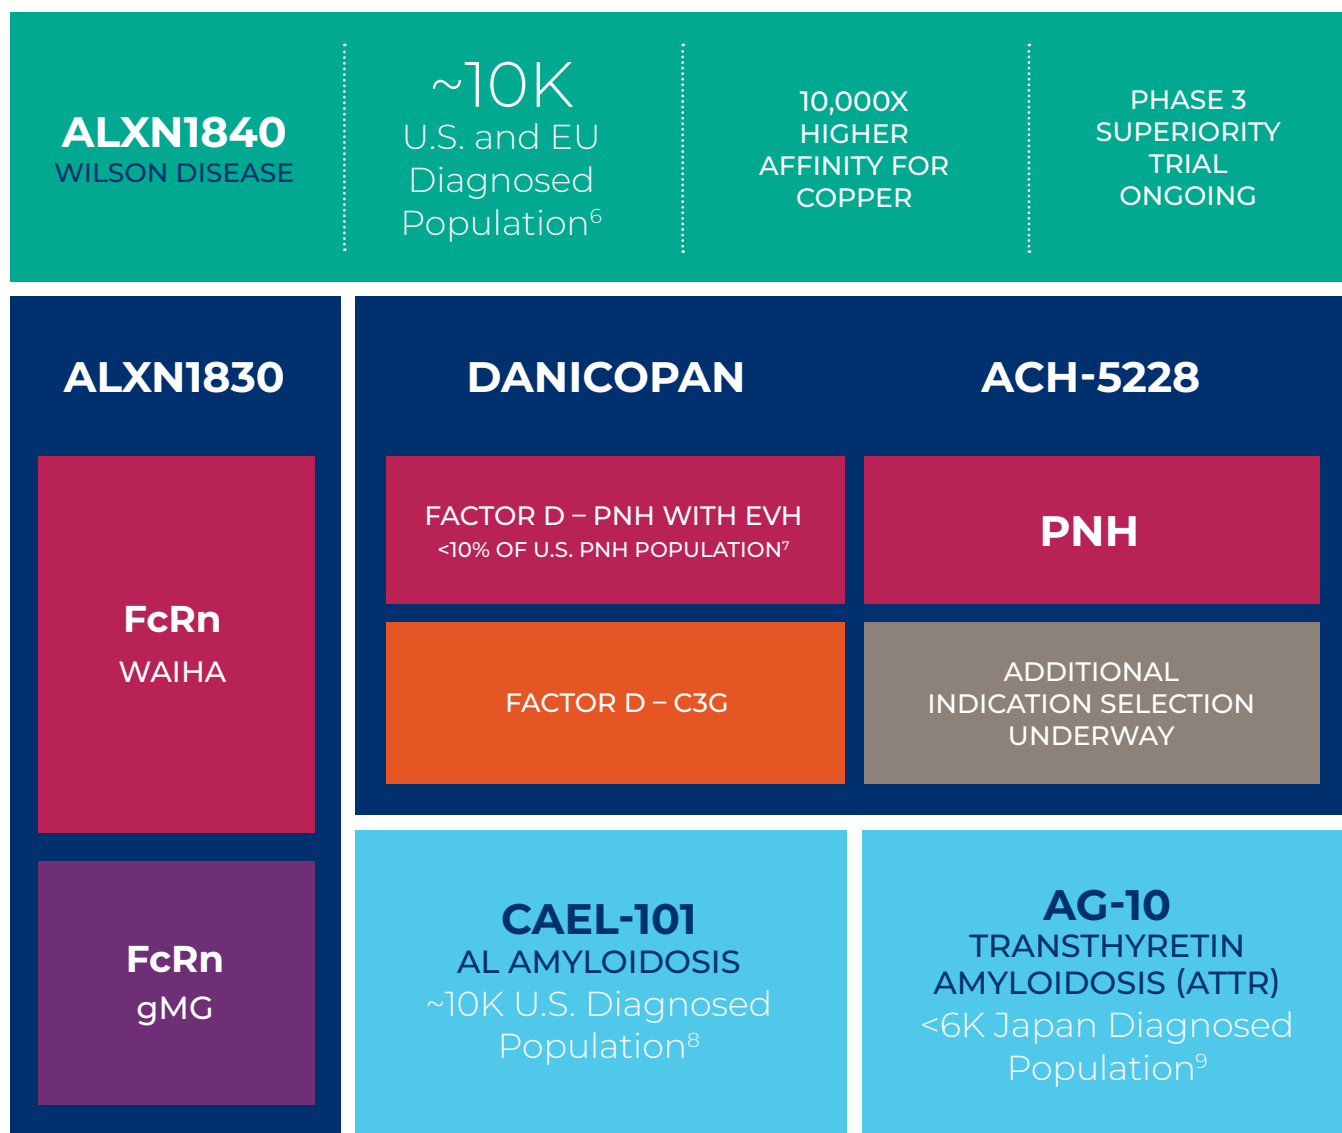 ALXN1840
WILSON DISEASE
~10K
U.S. and EU
Diagnosed
Population⁶
10,000X
HIGHER
AFFINITY FOR
COPPER
PHASE 3
SUPERIORITY
TRIAL
ONGOING
ALXN1830
FcRn
WAIHA
FcRn
gMG
DANICOPAN
FACTOR D – PNH WITH EVH
<10% OF U.S. PNH POPULATION⁷
FACTOR D – C3G
ACH-5228
PNH
ADDITIONAL
INDICATION SELECTION
UNDERWAY
CAEL-101
AL AMYLOIDOSIS
~10K U.S. Diagnosed
Population⁸
AG-10
TRANSTHYRETIN
AMYLOIDOSIS (ATTR)
<6K Japan Diagnosed
Population⁹